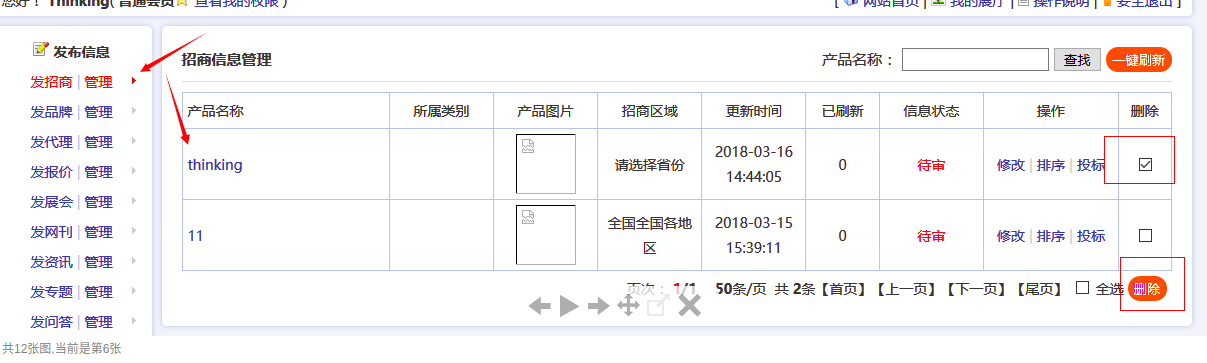 您好！Thinking( 普通会员 查看我的权限 )
[ 网站首页 | 我的展厅 | 操作说明 | 安全退出 ]
发布信息
发招商 | 管理
发品牌 | 管理
发代理 | 管理
发报价 | 管理
发展会 | 管理
发网刊 | 管理
发资讯 | 管理
发专题 | 管理
发问答 | 管理
招商信息管理
产品名称： 查找 一键刷新
产品名称 所属类别 产品图片 招商区域 更新时间 已刷新 信息状态 操作 删除
thinking 请选择省份 2018-03-16 14:44:05 0 待审 修改 | 排序 | 投标
11 全国全国各地区 2018-03-15 15:39:11 0 待审 修改 | 排序 | 投标
页次： 1/1 50条/页 共 2条【首页】【上一页】【下一页】【尾页】 全选 删除
共12张图,当前是第6张